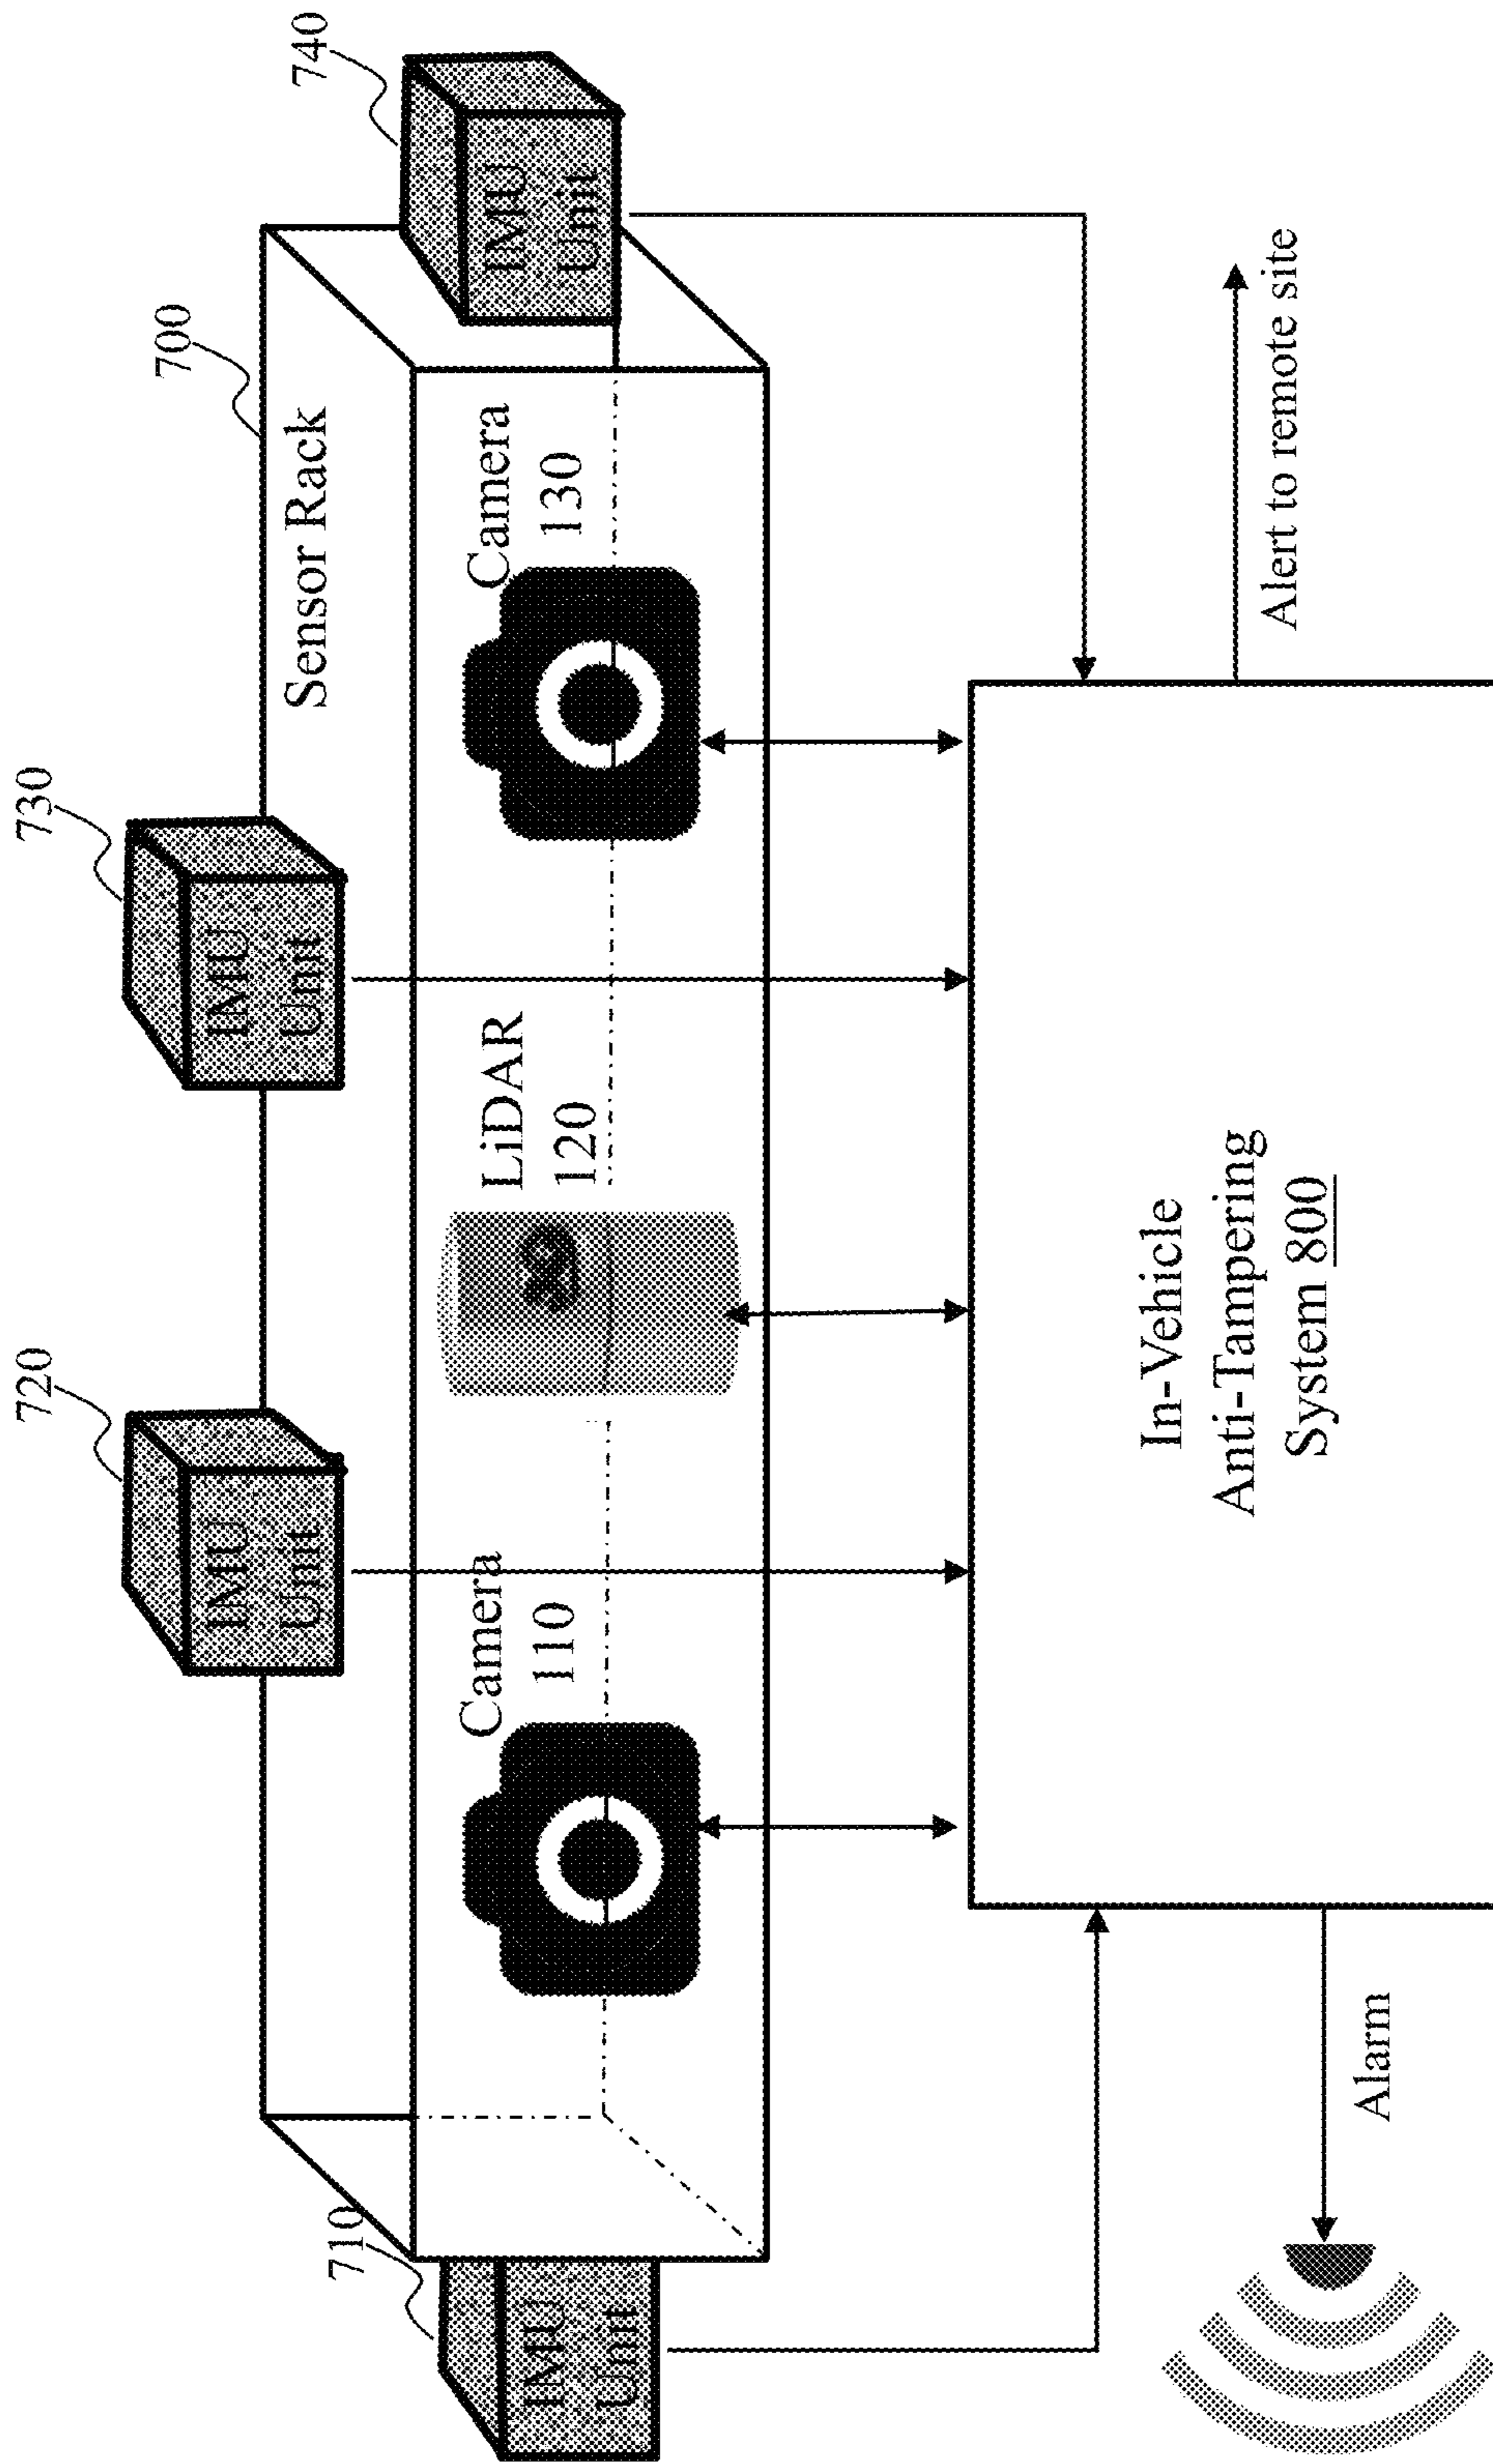 720
730
700
740
710
IMU
Unit
IMU
Unit
Sensor Rack
IMU
Unit
IMU
Unit
Camera
110
LiDAR
120
Camera
130
In-Vehicle
Anti-Tampering
System 800
Alarm
Alert to remote site